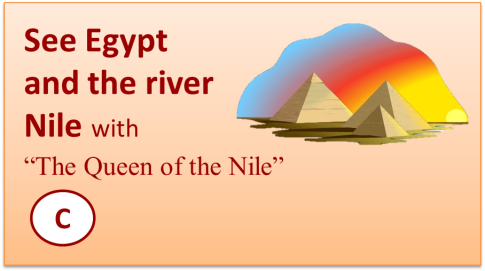 See Egypt
and the river
Nile with
“The Queen of the Nile”
C